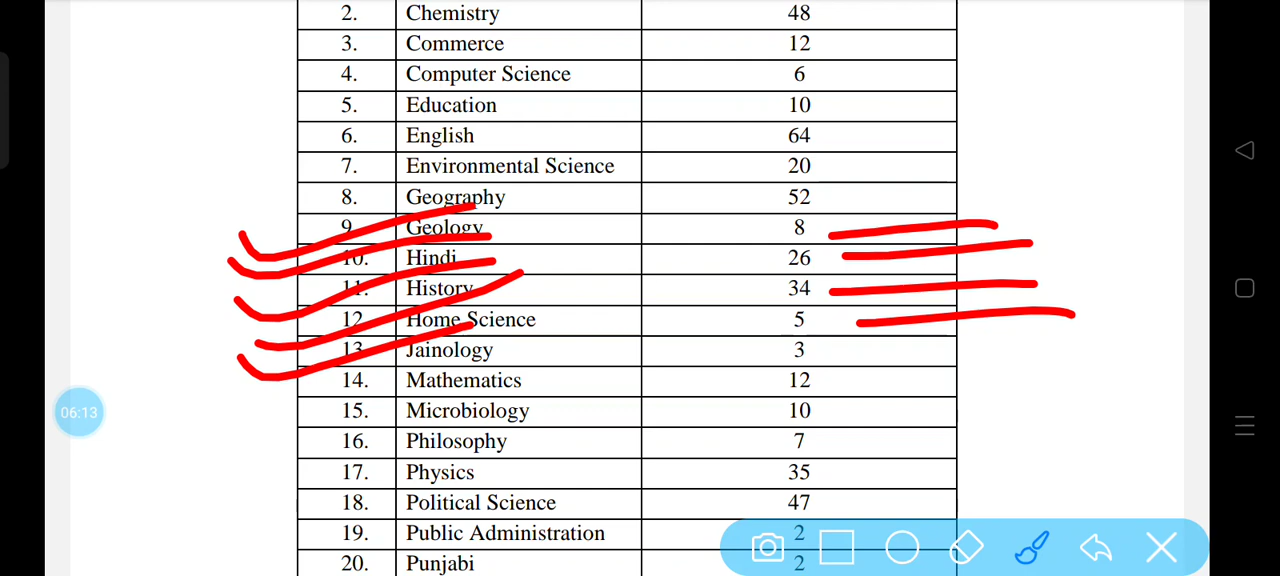 2. Chemistry 48
3. Commerce 12
4. Computer Science 6
5. Education 10
6. English 64
7. Environmental Science 20
8. Geography 52
9. Geology 8
10. Hindi 26
11. History 34
12. Home Science 5
13. Jainology 3
14. Mathematics 12
15. Microbiology 10
16. Philosophy 7
17. Physics 35
18. Political Science 47
19. Public Administration 2
20. Punjabi 2
06:13